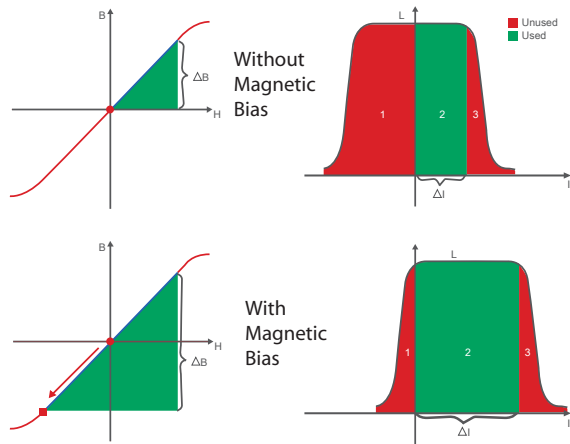 B
L
Unused
Used
Without
Magnetic
Bias
ΔB
H
1
2
3
I
ΔI
B
L
With
Magnetic
Bias
H
ΔB
1
2
3
I
ΔI